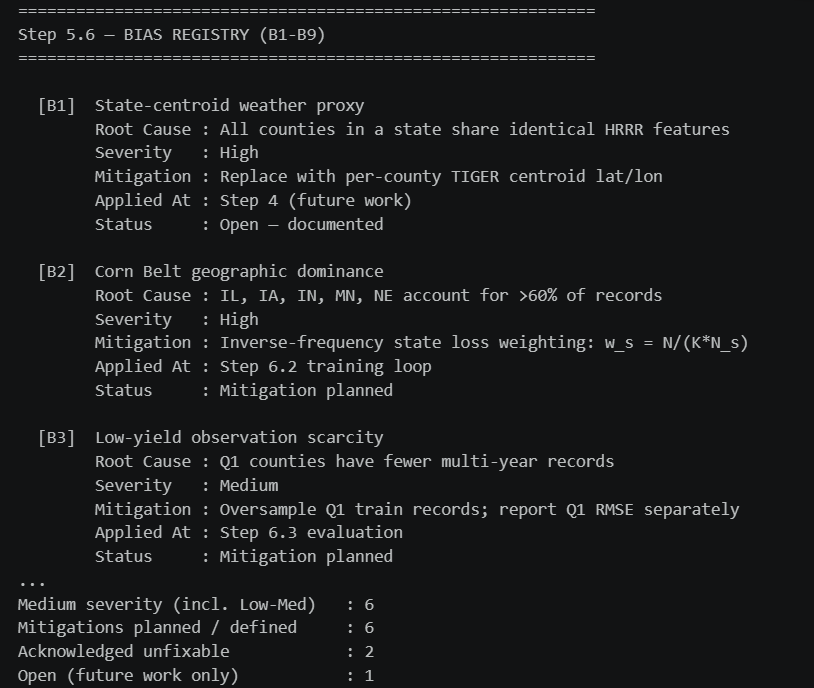 ============================================================
Step 5.6 — BIAS REGISTRY (B1-B9)
============================================================
[B1] State-centroid weather proxy
Root Cause : All counties in a state share identical HRRR features
Severity : High
Mitigation : Replace with per-county TIGER centroid lat/lon
Applied At : Step 4 (future work)
Status : Open — documented
[B2] Corn Belt geographic dominance
Root Cause : IL, IA, IN, MN, NE account for >60% of records
Severity : High
Mitigation : Inverse-frequency state loss weighting: w_s = N/(K*N_s)
Applied At : Step 6.2 training loop
Status : Mitigation planned
[B3] Low-yield observation scarcity
Root Cause : Q1 counties have fewer multi-year records
Severity : Medium
Mitigation : Oversample Q1 train records; report Q1 RMSE separately
Applied At : Step 6.3 evaluation
Status : Mitigation planned
...
Medium severity (incl. Low-Med) : 6
Mitigations planned / defined : 6
Acknowledged unfixable : 2
Open (future work only) : 1